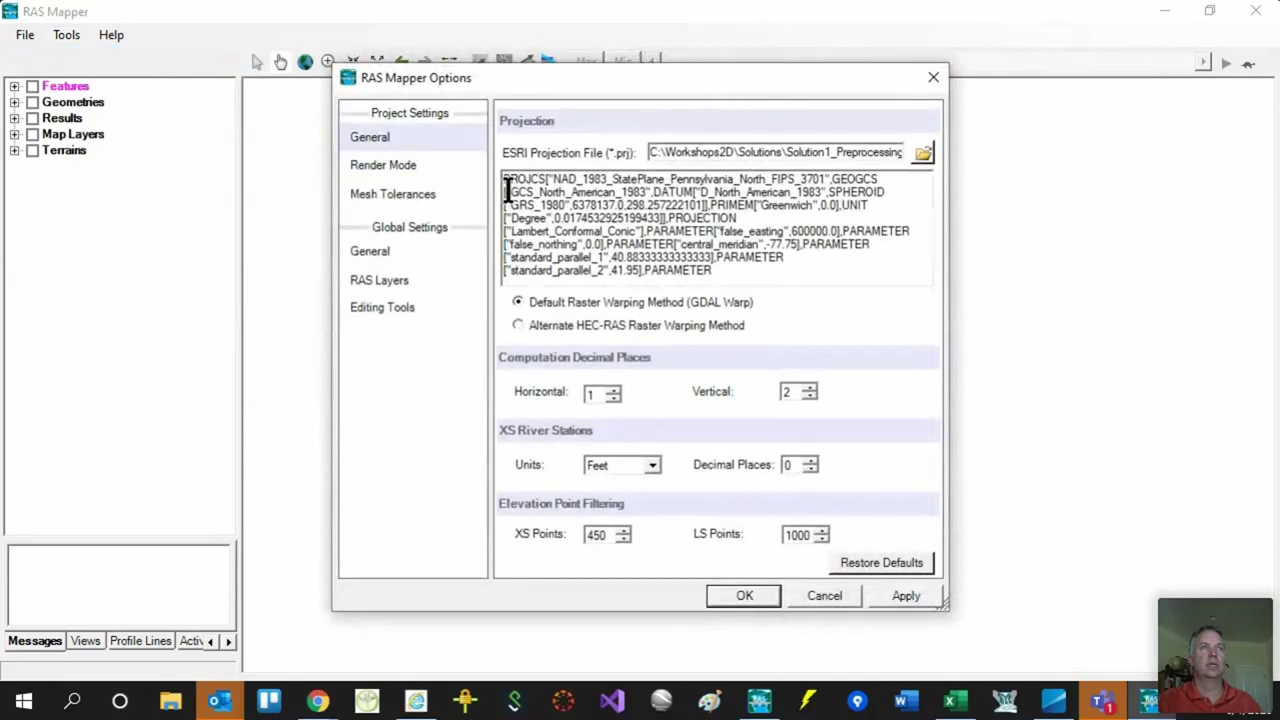 RAS Mapper
File Tools Help
Features
Geometries
Results
Map Layers
Terrains
Messages Views Profile Lines Activ
RAS Mapper Options
Project Settings
General
Render Mode
Mesh Tolerances
Global Settings
General
RAS Layers
Editing Tools
Projection
ESRI Projection File (*.prj): C:\Workshops2D\Solutions\Solution1_Preprocessing
PROJCS["NAD_1983_StatePlane_Pennsylvania_North_FIPS_3701",GEOGCS
["GCS_North_American_1983",DATUM["D_North_American_1983",SPHEROID
["GRS_1980",6378137.0,298.257222101]],PRIMEM["Greenwich",0.0],UNIT
["Degree",0.0174532925199433]],PROJECTION
["Lambert_Conformal_Conic"],PARAMETER["false_easting",600000.0],PARAMETER
["false_northing",0.0],PARAMETER["central_meridian",-77.75],PARAMETER
["standard_parallel_1",40.88333333333333],PARAMETER
["standard_parallel_2",41.95],PARAMETER
Default Raster Warping Method (GDAL Warp)
Alternate HEC-RAS Raster Warping Method
Computation Decimal Places
Horizontal: 1 Vertical: 2
XS River Stations
Units: Feet Decimal Places: 0
Elevation Point Filtering
XS Points: 450 LS Points: 1000
Restore Defaults
OK Cancel Apply